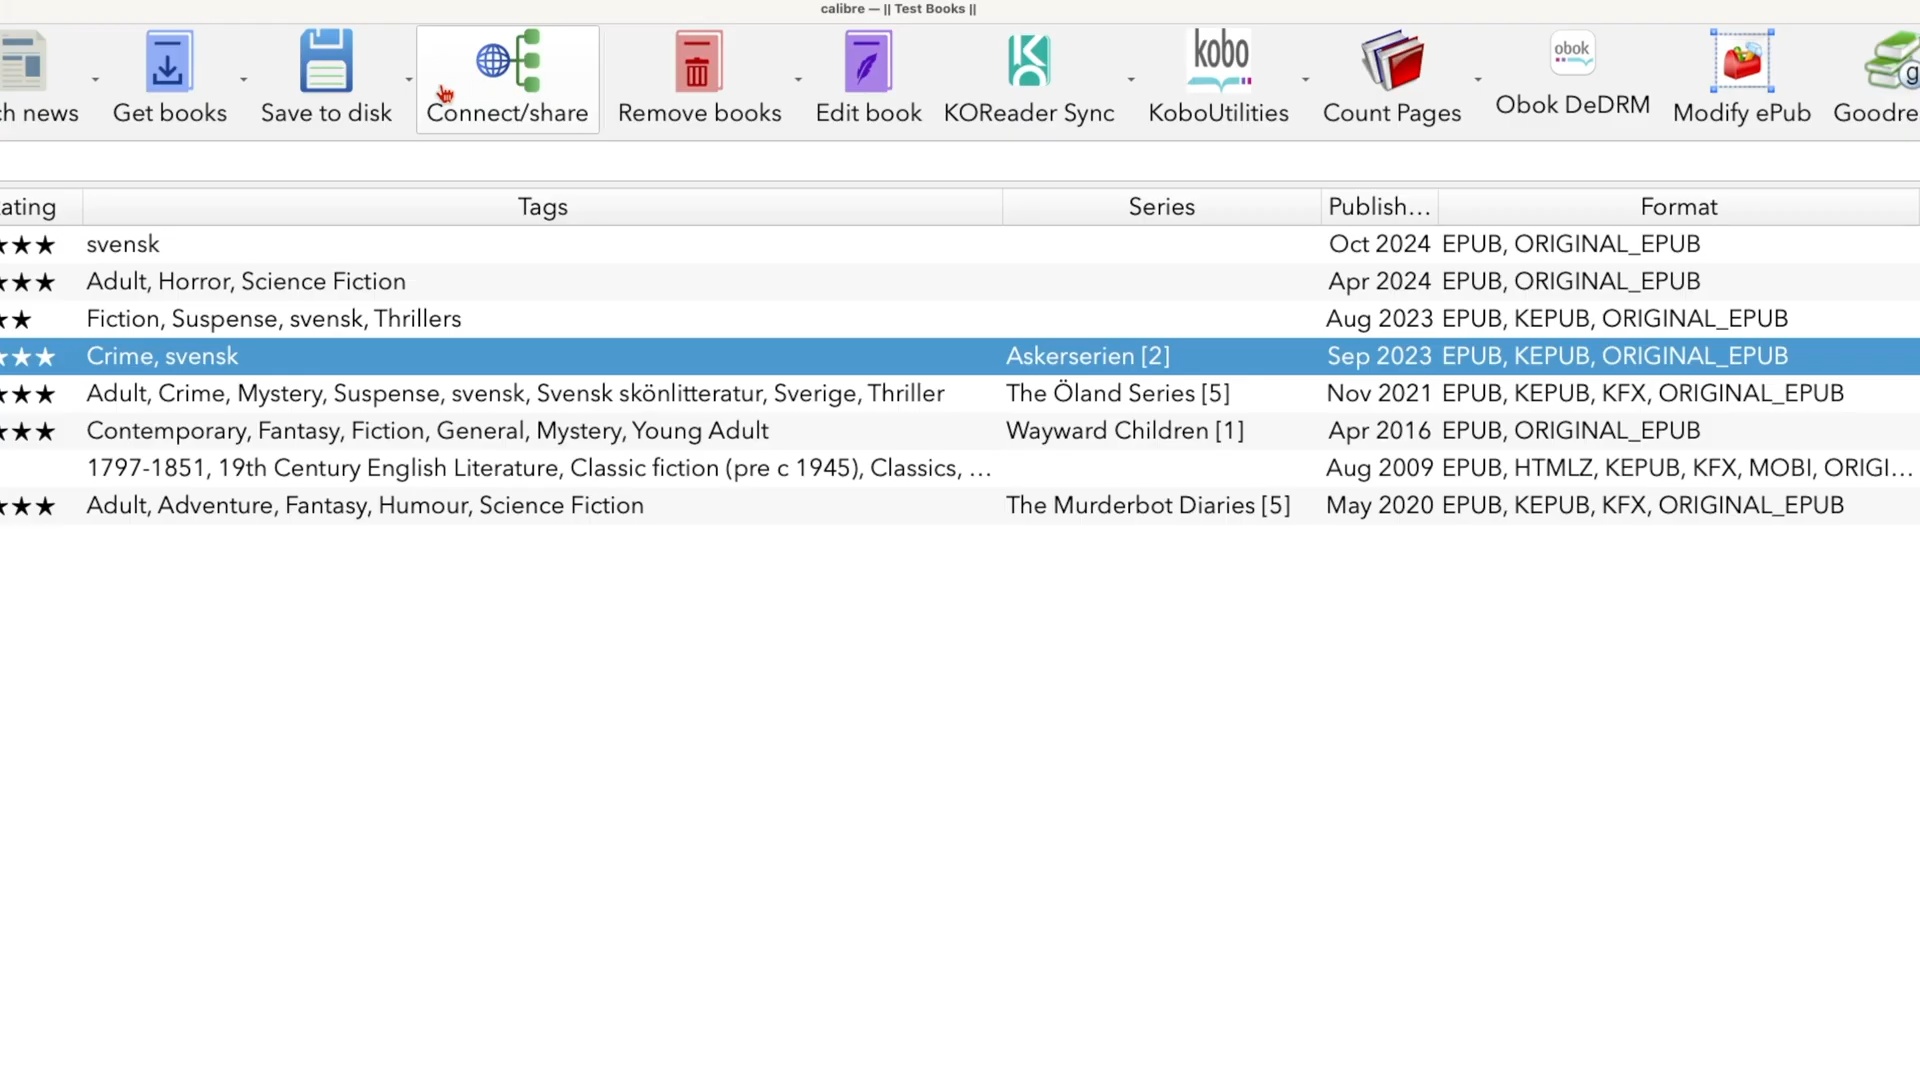 calibre — || Test Books ||
ch news Get books Save to disk Connect/share Remove books Edit book KOReader Sync kobo KoboUtilities Count Pages obok Obok DeDRM Modify ePub g Goodre
ating Tags Series Publish... Format
★★★ svensk Oct 2024 EPUB, ORIGINAL_EPUB
★★★ Adult, Horror, Science Fiction Apr 2024 EPUB, ORIGINAL_EPUB
★★ Fiction, Suspense, svensk, Thrillers Aug 2023 EPUB, KEPUB, ORIGINAL_EPUB
★★★ Crime, svensk Askerserien [2] Sep 2023 EPUB, KEPUB, ORIGINAL_EPUB
★★★ Adult, Crime, Mystery, Suspense, svensk, Svensk skönlitteratur, Sverige, Thriller The Öland Series [5] Nov 2021 EPUB, KEPUB, KFX, ORIGINAL_EPUB
★★★ Contemporary, Fantasy, Fiction, General, Mystery, Young Adult Wayward Children [1] Apr 2016 EPUB, ORIGINAL_EPUB
1797-1851, 19th Century English Literature, Classic fiction (pre c 1945), Classics, ... Aug 2009 EPUB, HTMLZ, KEPUB, KFX, MOBI, ORIGI...
★★★ Adult, Adventure, Fantasy, Humour, Science Fiction The Murderbot Diaries [5] May 2020 EPUB, KEPUB, KFX, ORIGINAL_EPUB